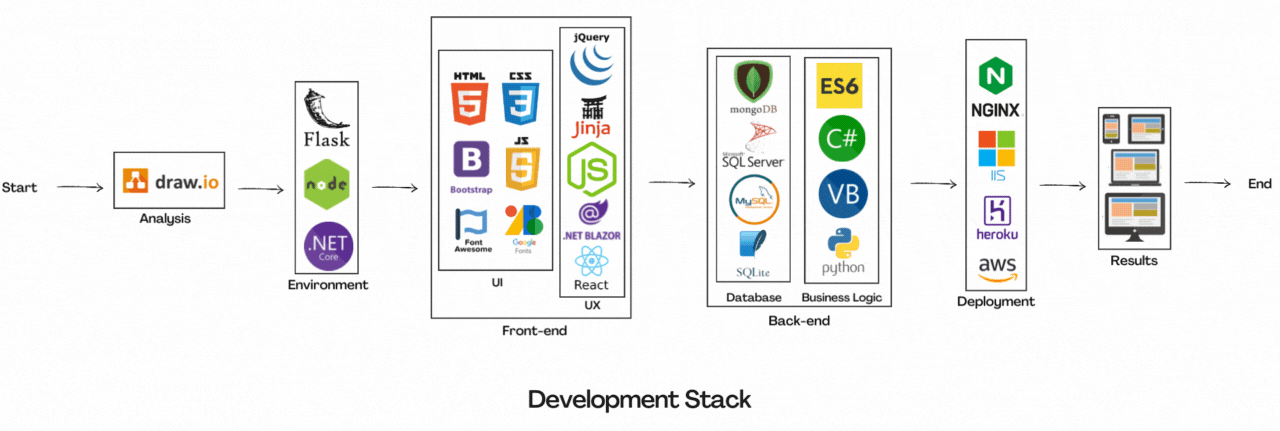 Start
draw.io
Analysis
Flask
node
.NET
Core
Environment
HTML
5
CSS
3
B
Bootstrap
JS
5
Font
Awesome
Google
Fonts
UI
jQuery
Jinja
JS
@
.NET BLAZOR
React
UX
Front-end
mongoDB
Microsoft
SQL Server
MySQL
SQLite
Database
ES6
C#
VB
python
Business Logic
Back-end
N
NGINX
IIS
heroku
aws
Deployment
Results
End
Development Stack